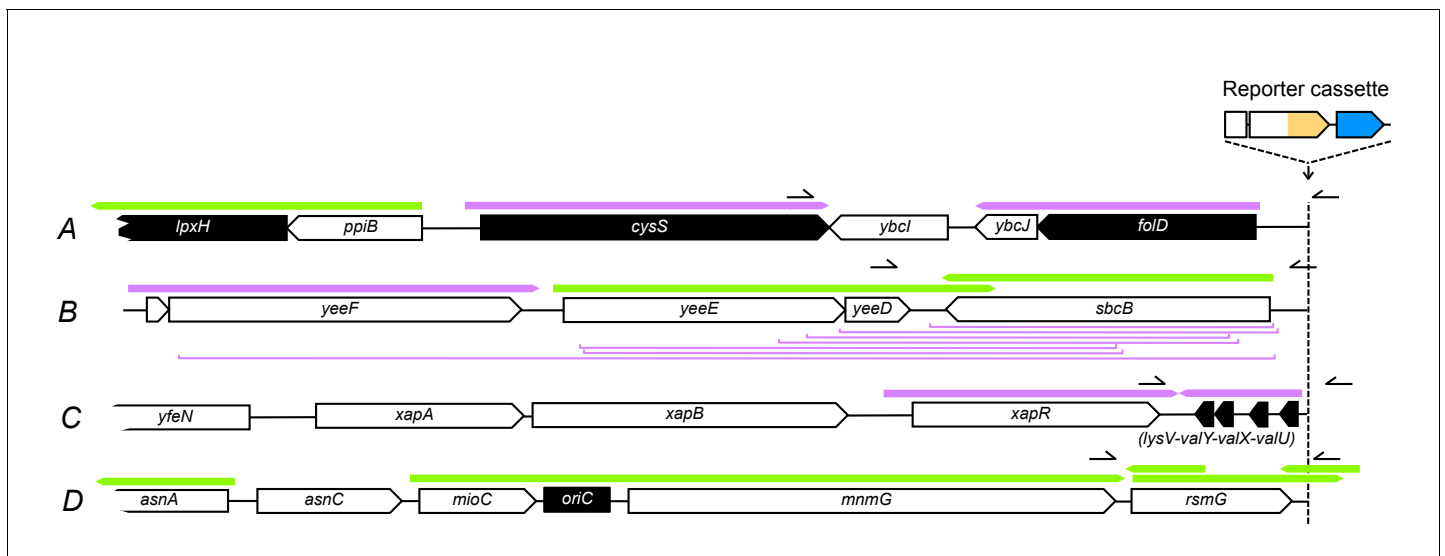 Reporter cassette
A lpxH ppiB cysS ybcI ybcJ folD
B yeeF yeeE yeeD sbcB
C yfeN xapA xapB xapR
(lysV-valY-valX-valU)
D asnA asnC mioC oriC mnmG rsmG